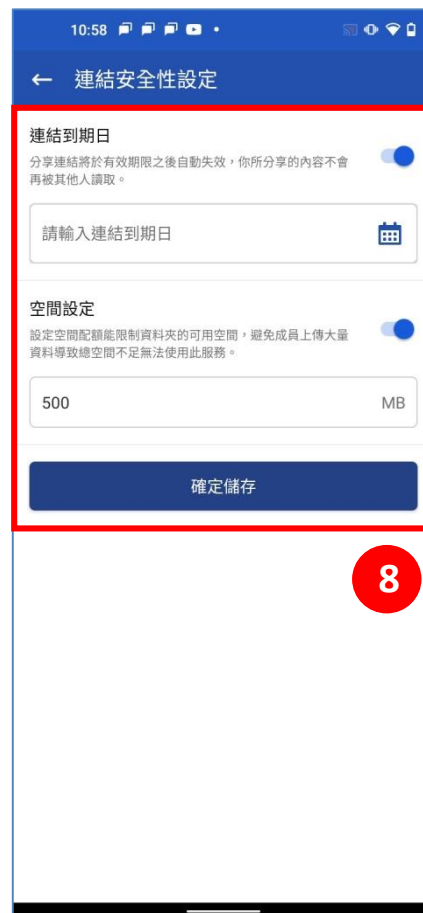 10:58
← 連結安全性設定
連結到期日
分享連結將於有效期限之後自動失效，你所分享的內容不會
再被其他人讀取。
請輸入連結到期日
空間設定
設定空間配額能限制資料夾的可用空間，避免成員上傳大量
資料導致總空間不足無法使用此服務。
500 MB
確定儲存
8